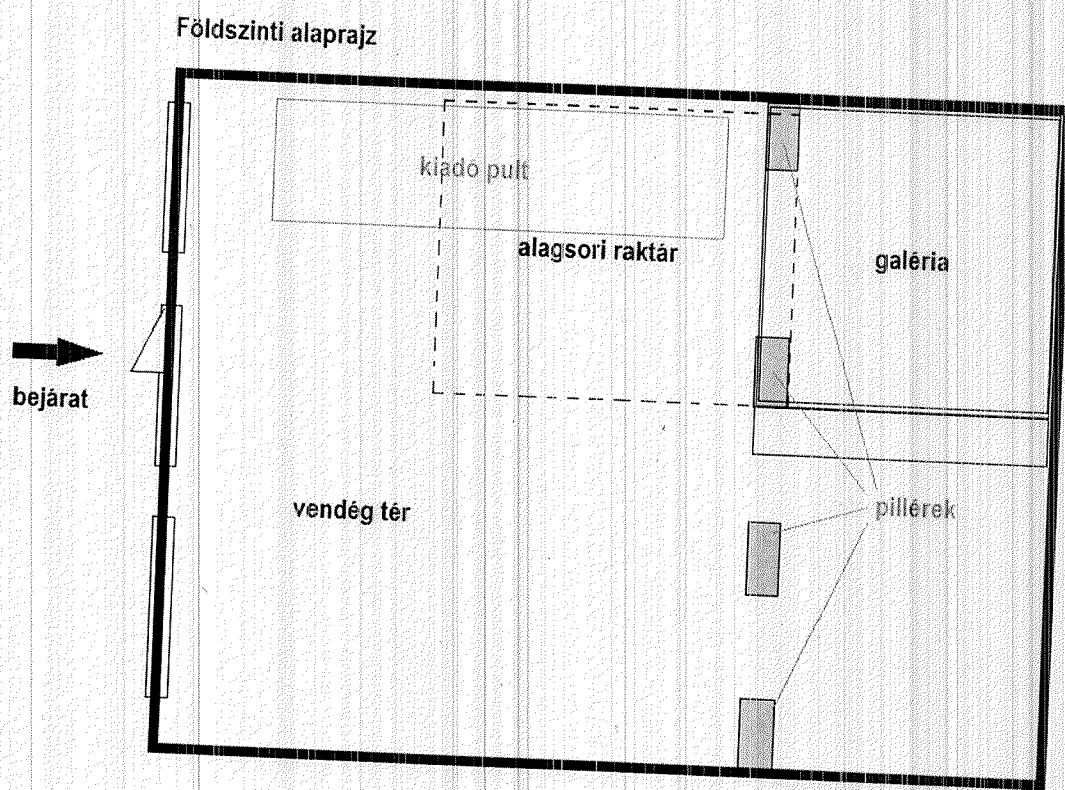 Földszinti alaprajz
kiadó pult
alagsori raktár
galéria
bejárat
vendég tér
pillérek